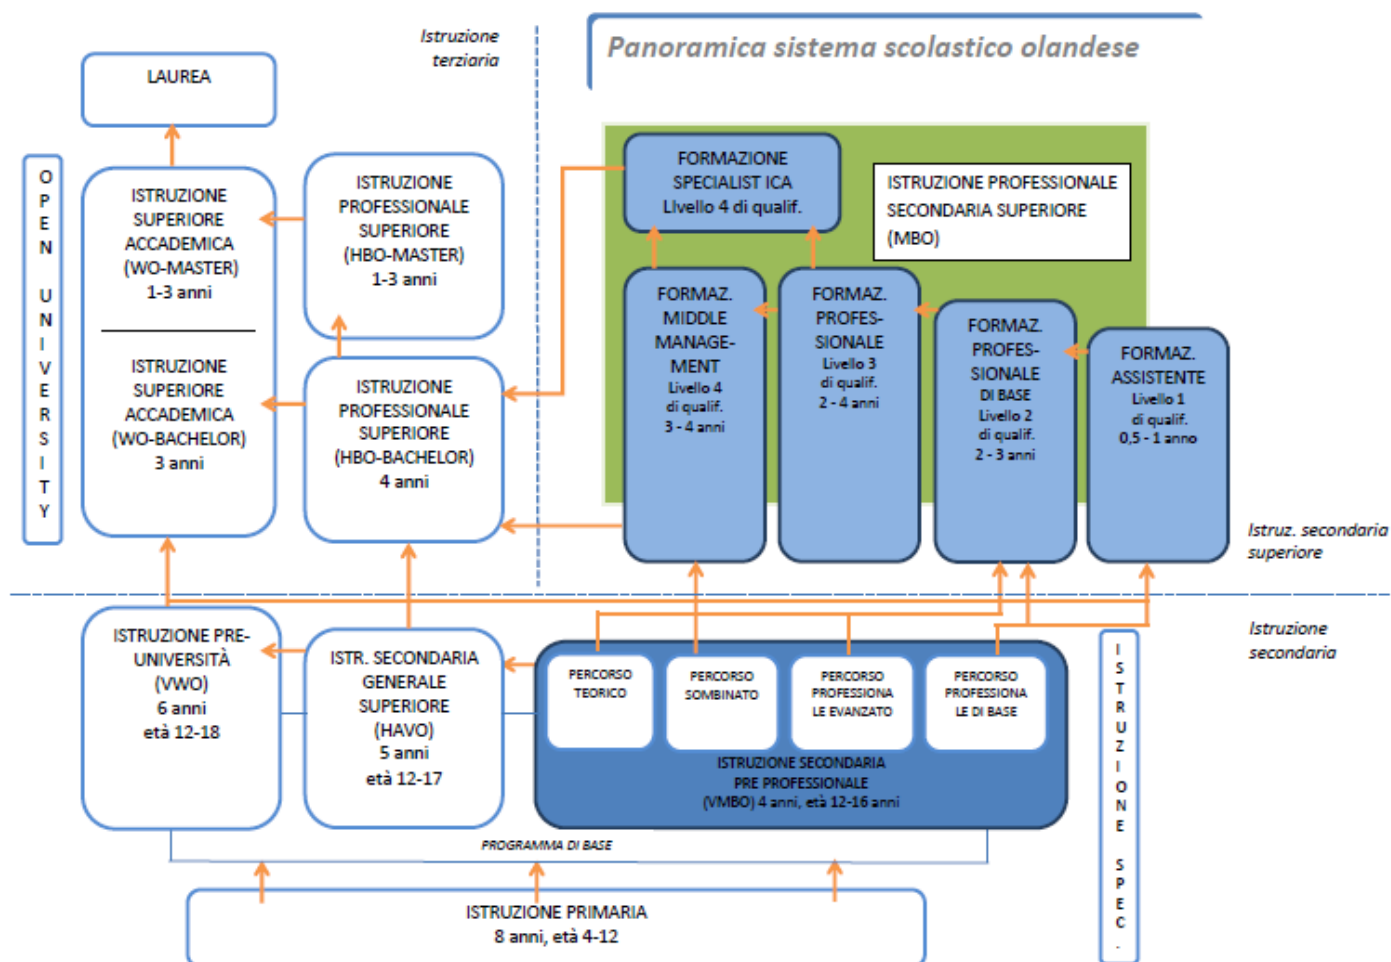 Panoramica sistema scolastico olandese
Istruzione
terziaria
LAUREA
OPEN UNIVERSITY
ISTRUZIONE
SUPERIORE
ACCADEMICA
(WO-MASTER)
1-3 anni
ISTRUZIONE
SUPERIORE
ACCADEMICA
(WO-BACHELOR)
3 anni
ISTRUZIONE
PROFESSIONALE
SUPERIORE
(HBO-MASTER)
1-3 anni
ISTRUZIONE
PROFESSIONALE
SUPERIORE
(HBO-BACHELOR)
4 anni
FORMAZIONE
SPECIALIST ICA
LIvello 4 di qualif.
ISTRUZIONE PROFESSIONALE
SECONDARIA SUPERIORE
(MBO)
FORMAZ.
MIDDLE
MANAGE-
MENT
Livello 4
di qualif.
3 - 4 anni
FORMAZ.
PROFES-
SIONALE
Livello 3
di qualif.
2 - 4 anni
FORMAZ.
PROFES-
SIONALE
DI BASE
Livello 2
di qualif.
2 - 3 anni
FORMAZ.
ASSISTENTE
Livello 1
di qualif.
0,5 - 1 anno
Istruz. secondaria
superiore
Istruzione
secondaria
ISTRUZIONE PRE-
UNIVERSITÀ
(VWO)
6 anni
età 12-18
ISTR. SECONDARIA
GENERALE
SUPERIORE
(HAVO)
5 anni
età 12-17
PERCORSO
TEORICO
PERCORSO
SOMBINATO
PERCORSO
PROFESSIONA
LE EVANZATO
PERCORSO
PROFESSIONA
LE DI BASE
ISTRUZIONE SECONDARIA
PRE PROFESSIONALE
(VMBO) 4 anni, età 12-16 anni
ISTRUZIONE SPEC.
PROGRAMMA DI BASE
ISTRUZIONE PRIMARIA
8 anni, età 4-12